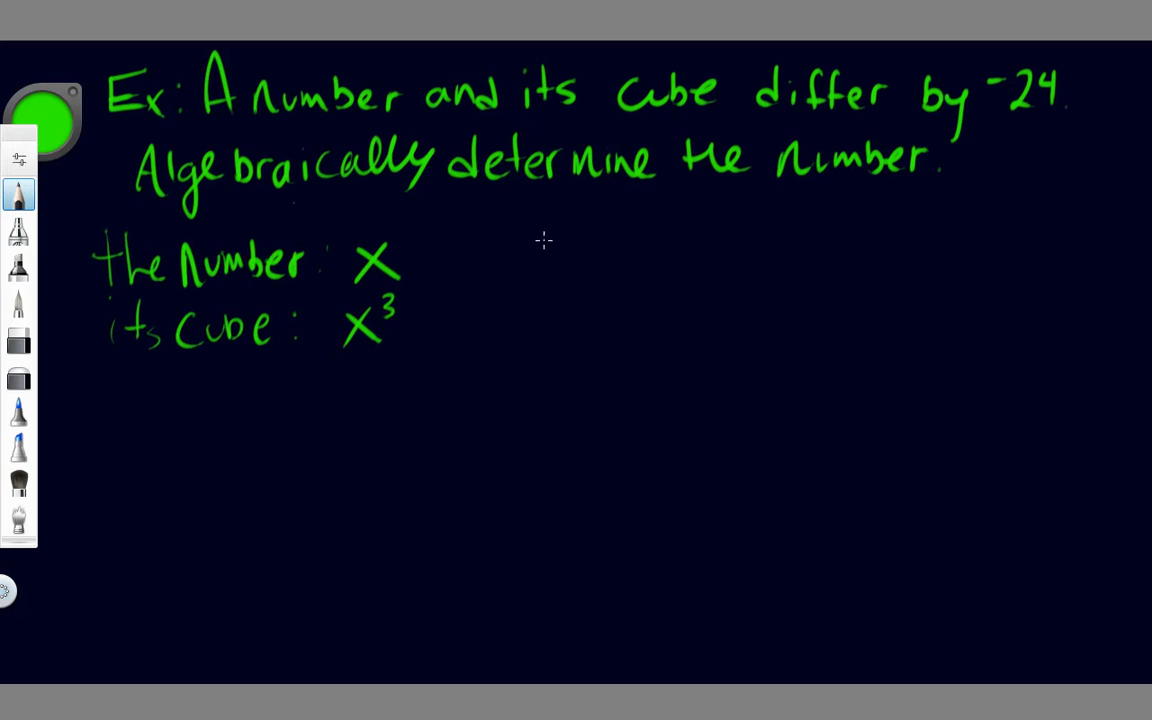 Ex: A number and its cube differ by -24.
Algebraically determine the number.
the number: x
its cube: x³